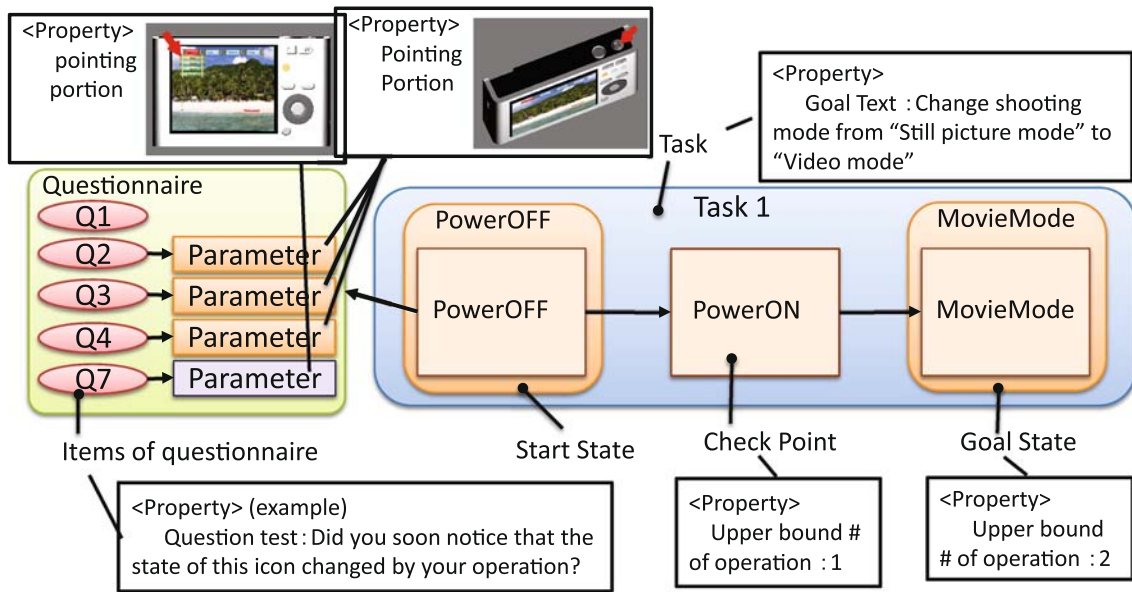 <Property>
pointing
portion
<Property>
Pointing
Portion
<Property>
Goal Text : Change shooting
mode from “Still picture mode” to
“Video mode”
Task
Questionnaire
Q1
Q2
Parameter
Q3
Parameter
Q4
Parameter
Q7
Parameter
Task 1
PowerOFF
PowerOFF
PowerON
MovieMode
MovieMode
Items of questionnaire
Start State
Check Point
Goal State
<Property> (example)
Question test : Did you soon notice that the
state of this icon changed by your operation?
<Property>
Upper bound #
of operation : 1
<Property>
Upper bound
# of operation : 2